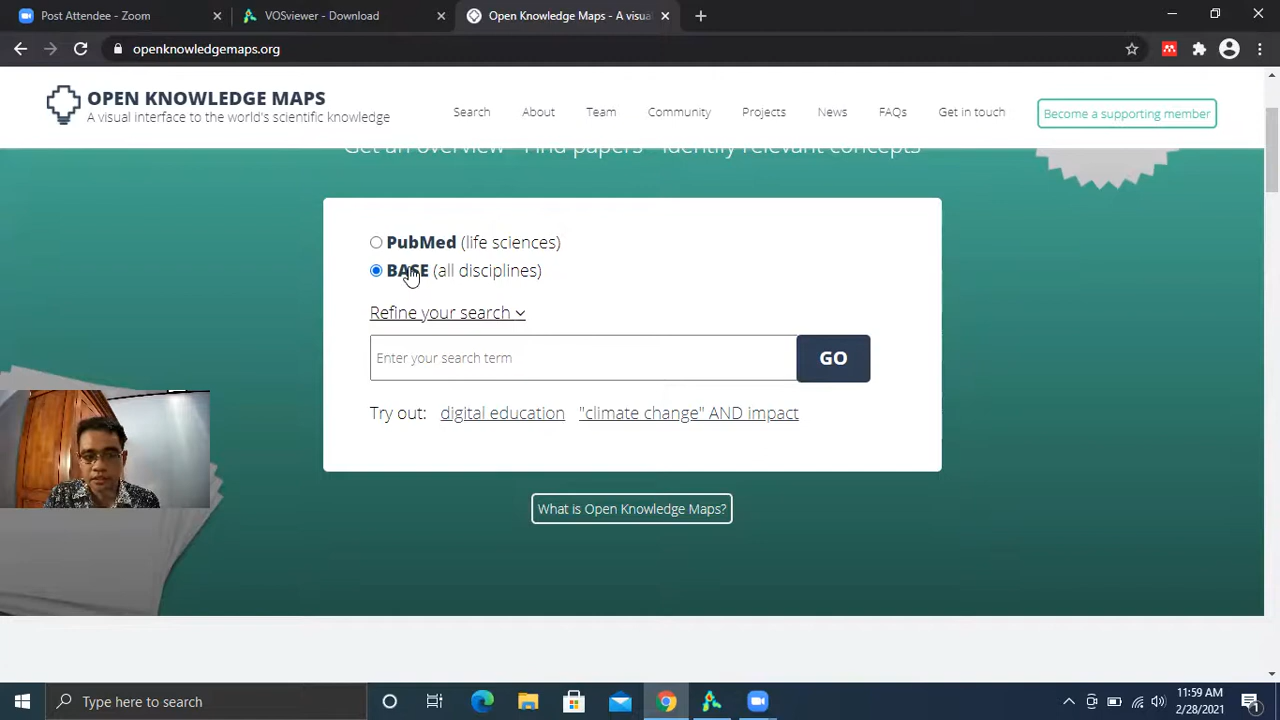 Post Attendee - Zoom
VOSviewer - Download
Open Knowledge Maps - A visua
openknowledgemaps.org
OPEN KNOWLEDGE MAPS
A visual interface to the world's scientific knowledge
Search
About
Team
Community
Projects
News
FAQs
Get in touch
Become a supporting member
Get an overview - Find papers - Identify relevant concepts
PubMed (life sciences)
BASE (all disciplines)
Refine your search
Enter your search term
GO
Try out: digital education "climate change" AND impact
What is Open Knowledge Maps?
Type here to search
11:59 AM
2/28/2021
1